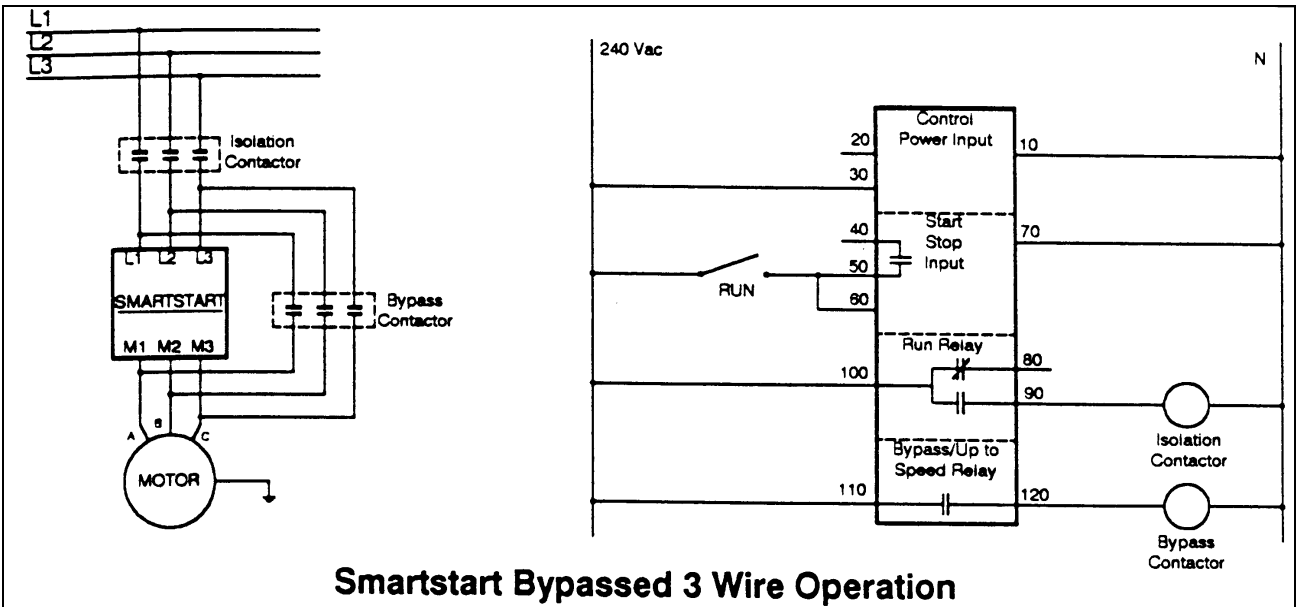 L1
L2
L3
Isolation
Contactor
L1 L2 L3
SMARTSTART
M1 M2 M3
Bypass
Contactor
A B C
MOTOR
240 Vac
N
Control
Power Input
20
10
30
Start
Stop
Input
40
70
50
60
RUN
Run Relay
80
100
90
Isolation
Contactor
Bypass/Up to
Speed Relay
110
120
Bypass
Contactor
Smartstart Bypassed 3 Wire Operation